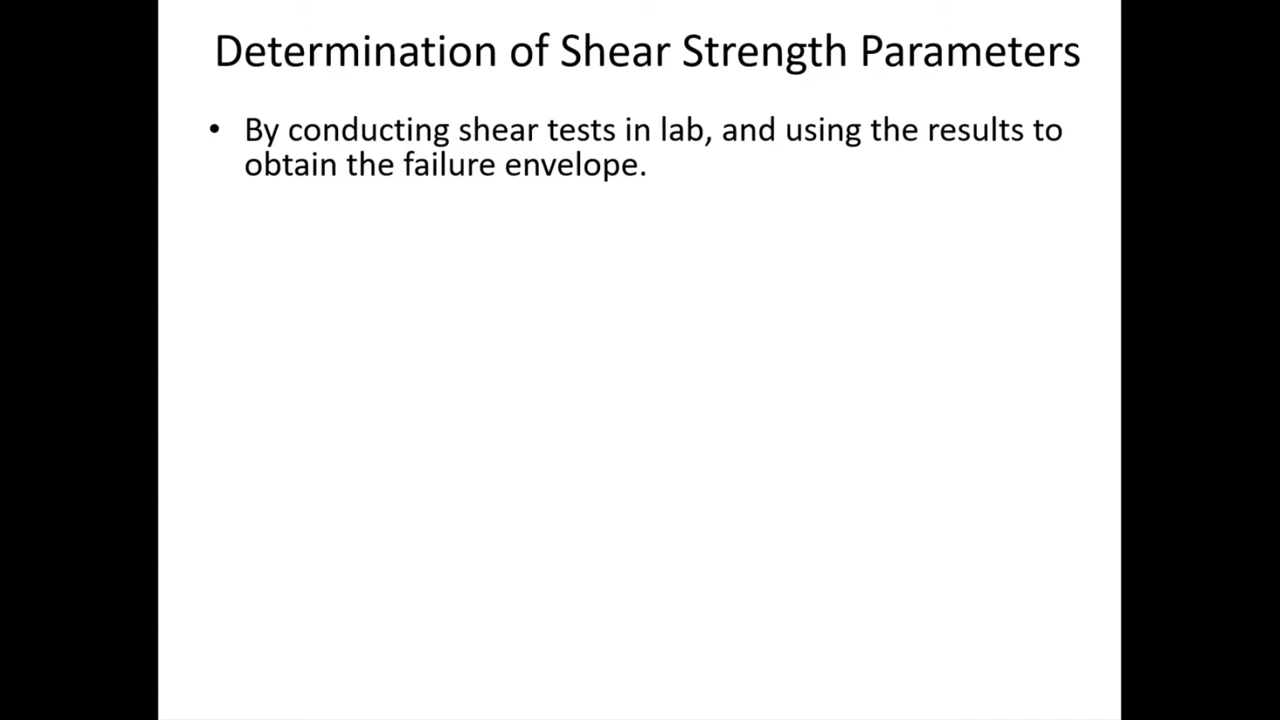 Determination of Shear Strength Parameters
• By conducting shear tests in lab, and using the results to
obtain the failure envelope.